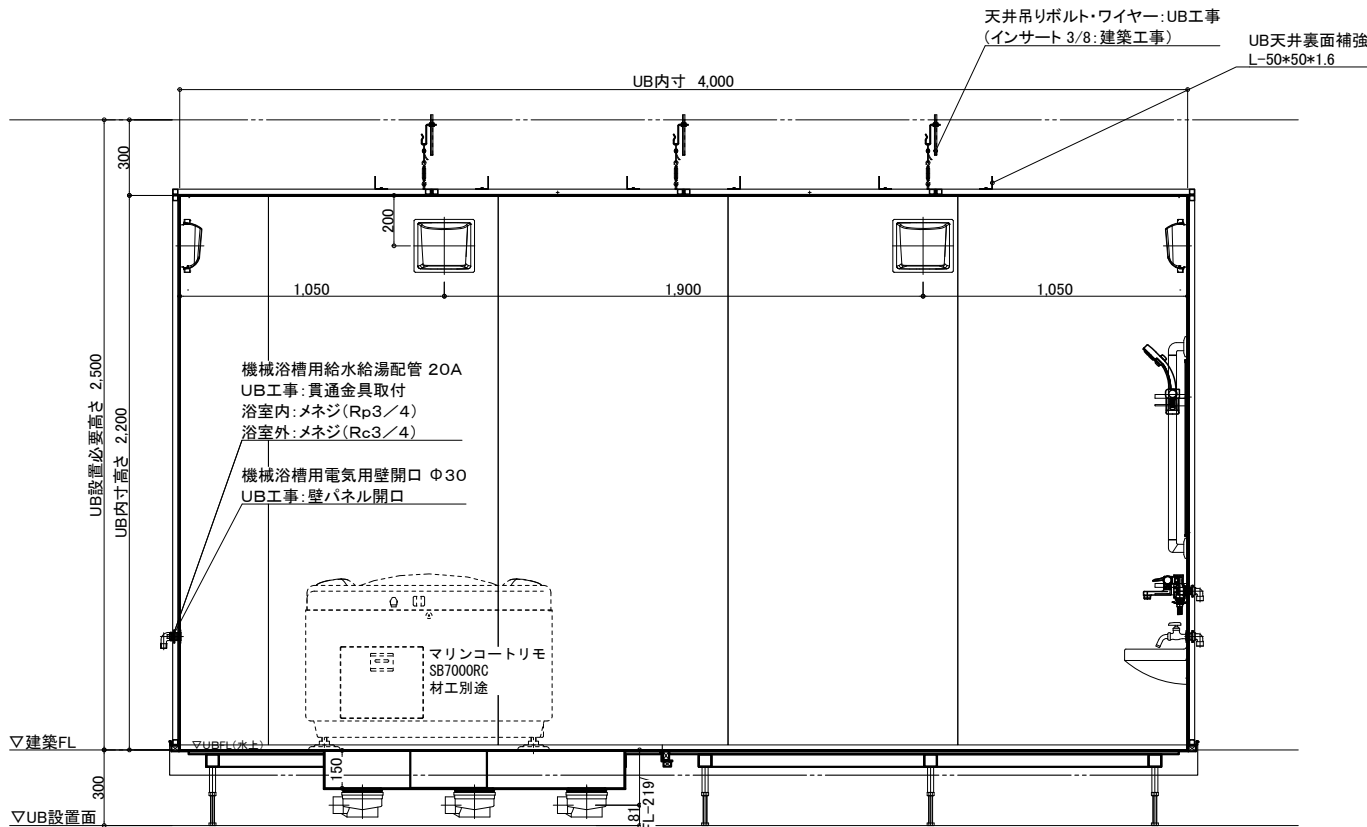 天井吊りボルト・ワイヤー：UB工事
（インサート 3/8：建築工事）
UB天井裏面補強
L-50*50*1.6
UB内寸 4,000
300
200
1,050
1,900
1,050
UB設置必要高さ 2,500
UB内寸高さ 2,200
機械浴槽用給水給湯配管 20A
UB工事：貫通金具取付
浴室内：メネジ（Rp3／4）
浴室外：メネジ（Rc3／4）
機械浴槽用電気用壁開口 Φ30
UB工事：壁パネル開口
マリンコートリモ
SB7000RC
材工別途
▽建築FL
▽UBFL（水上）
150
300
81
FL-219
▽UB設置面